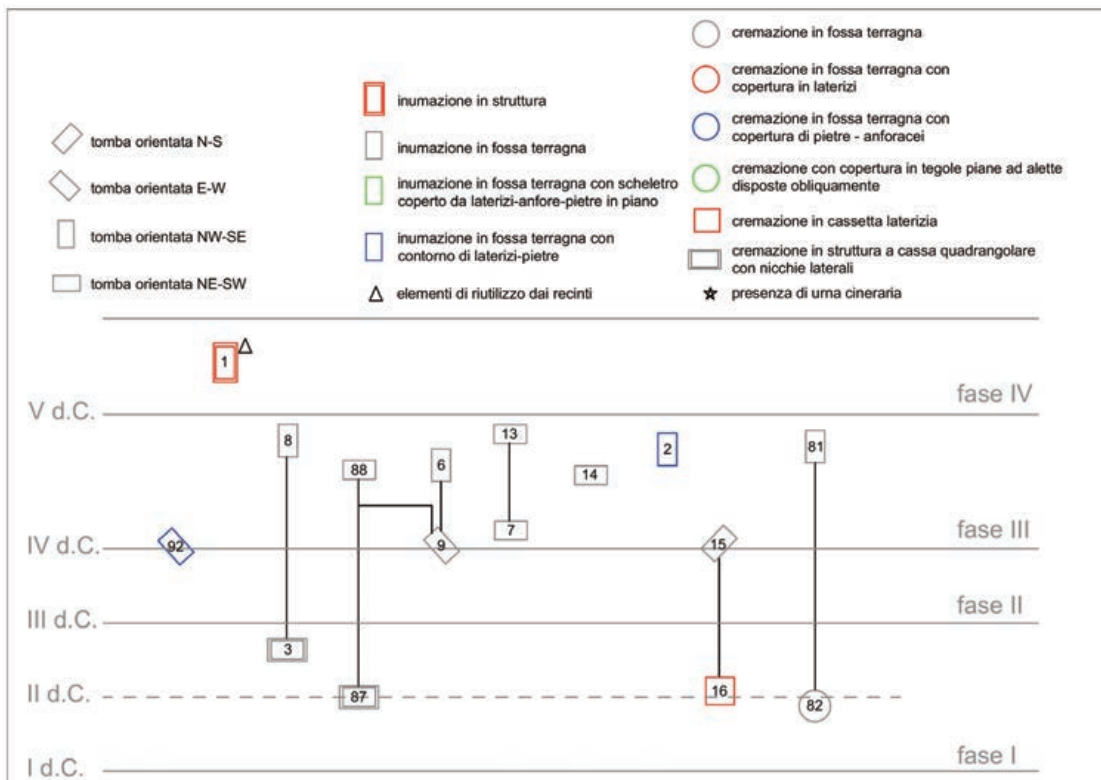 tomba orientata N-S
tomba orientata E-W
tomba orientata NW-SE
tomba orientata NE-SW
inumazione in struttura
inumazione in fossa terragna
inumazione in fossa terragna con scheletro
coperto da laterizi-anfore-pietre in piano
inumazione in fossa terragna con
contorno di laterizi-pietre
elementi di riutilizzo dai recinti
cremazione in fossa terragna
cremazione in fossa terragna con
copertura in laterizi
cremazione in fossa terragna con
copertura di pietre - anforacei
cremazione con copertura in tegole piane ad alette
disposte obliquamente
cremazione in cassetta laterizia
cremazione in struttura a cassa quadrangolare
con nicchie laterali
presenza di urna cineraria
1
V d.C.
fase IV
8
88
6
13
14
2
81
92
9
7
15
IV d.C.
fase III
III d.C.
fase II
3
II d.C.
87
16
82
I d.C.
fase I